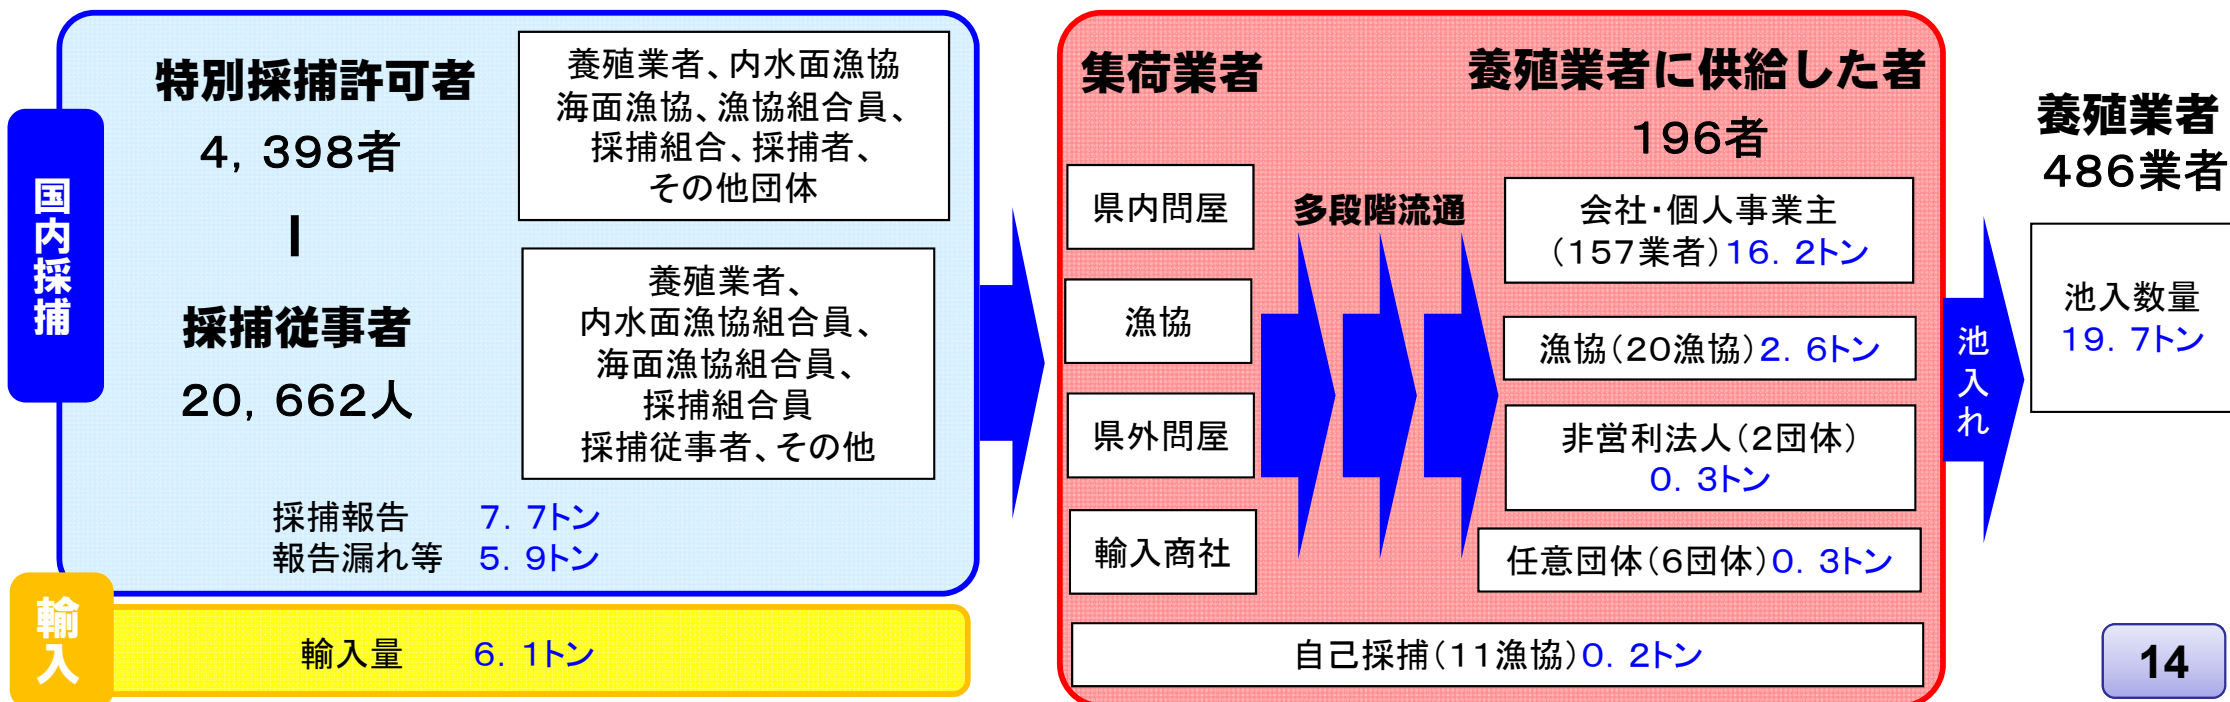 国内採捕
特別採捕許可者
4,398者
採捕従事者
20,662人
養殖業者、内水面漁協
海面漁協、漁協組合員、
採捕組合、採捕者、
その他団体
養殖業者、
内水面漁協組合員、
海面漁協組合員、
採捕組合員
採捕従事者、その他
採捕報告 7.7トン
報告漏れ等 5.9トン
輸入
輸入量 6.1トン
集荷業者
県内問屋
漁協
県外問屋
輸入商社
多段階流通
養殖業者に供給した者
196者
会社・個人事業主
(157業者)16.2トン
漁協(20漁協)2.6トン
非営利法人(2団体)
0.3トン
任意団体(6団体)0.3トン
自己採捕(11漁協)0.2トン
池入れ
養殖業者
486業者
池入数量
19.7トン
14